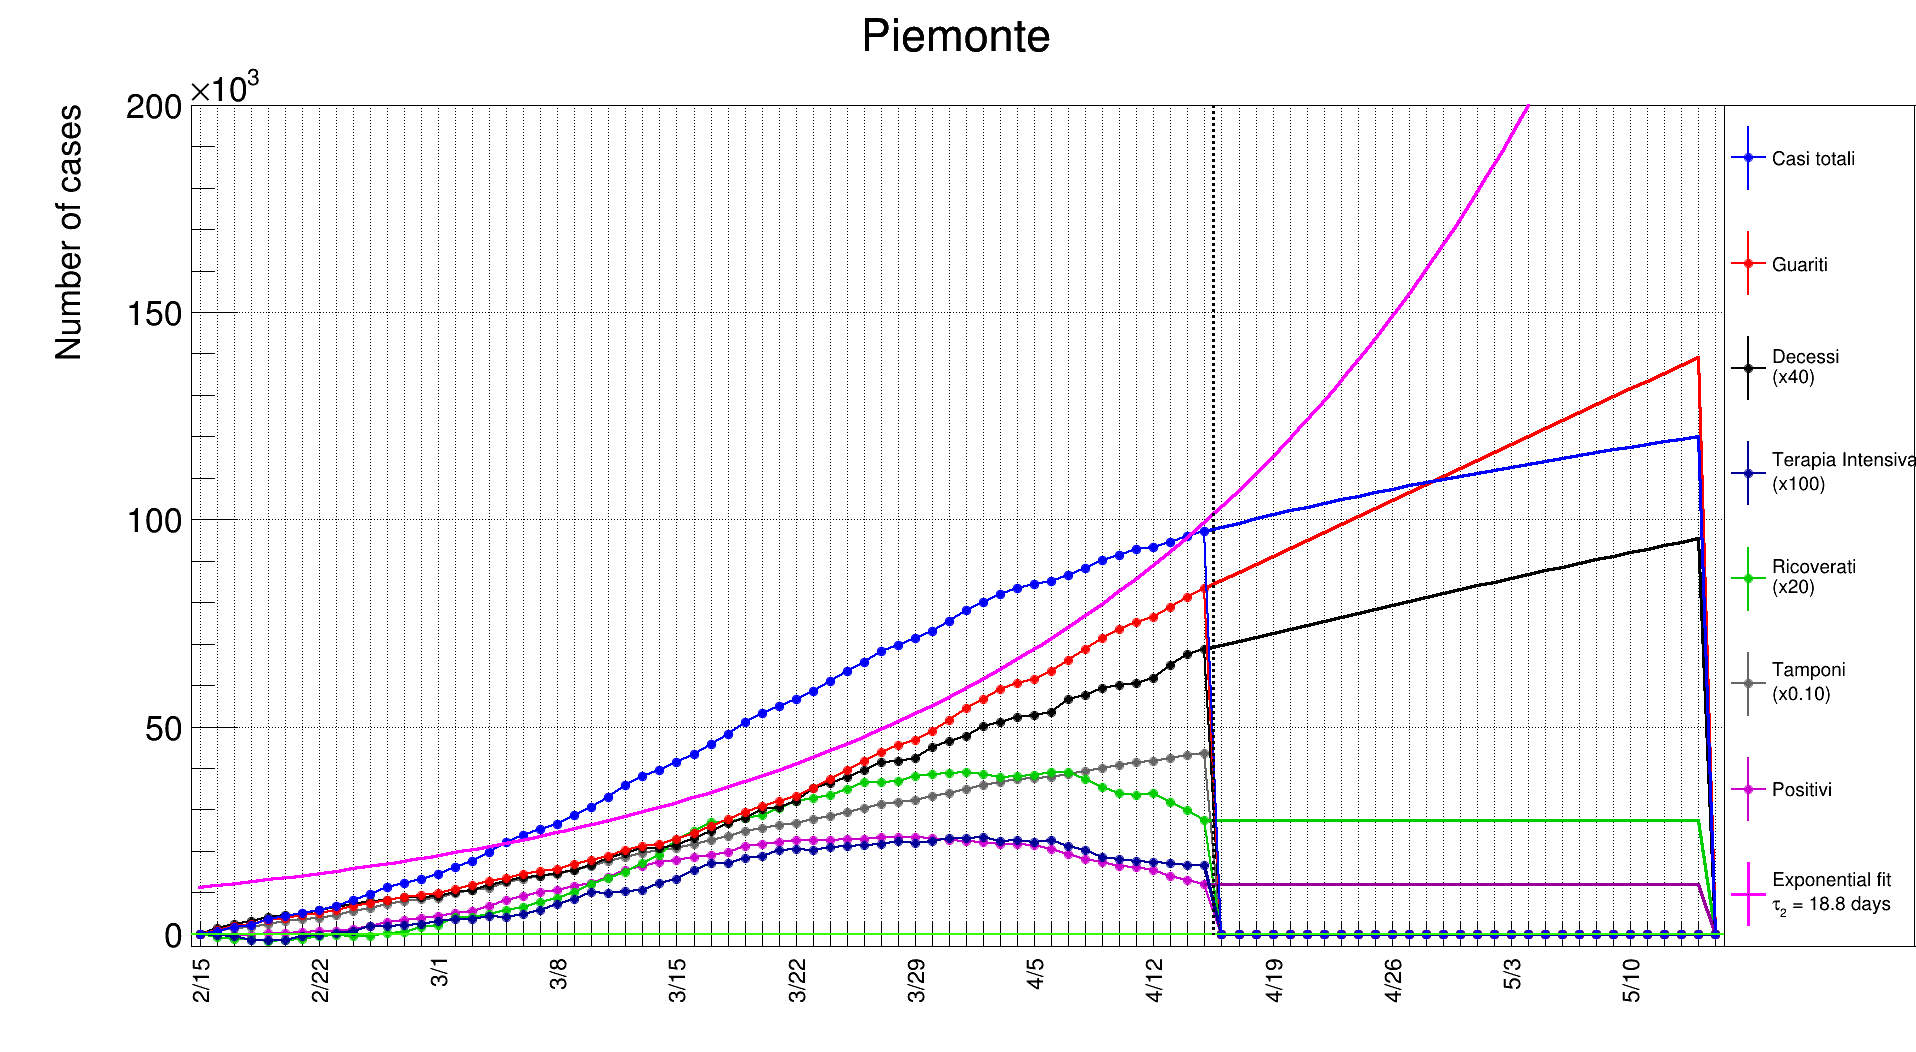 Piemonte
×10³
Number of cases
200
150
100
50
0
2/15
2/22
3/1
3/8
3/15
3/22
3/29
4/5
4/12
4/19
4/26
5/3
5/10
Casi totali
Guariti
Decessi
(x40)
Terapia Intensiva
(x100)
Ricoverati
(x20)
Tamponi
(x0.10)
Positivi
Exponential fit
τ₂ = 18.8 days